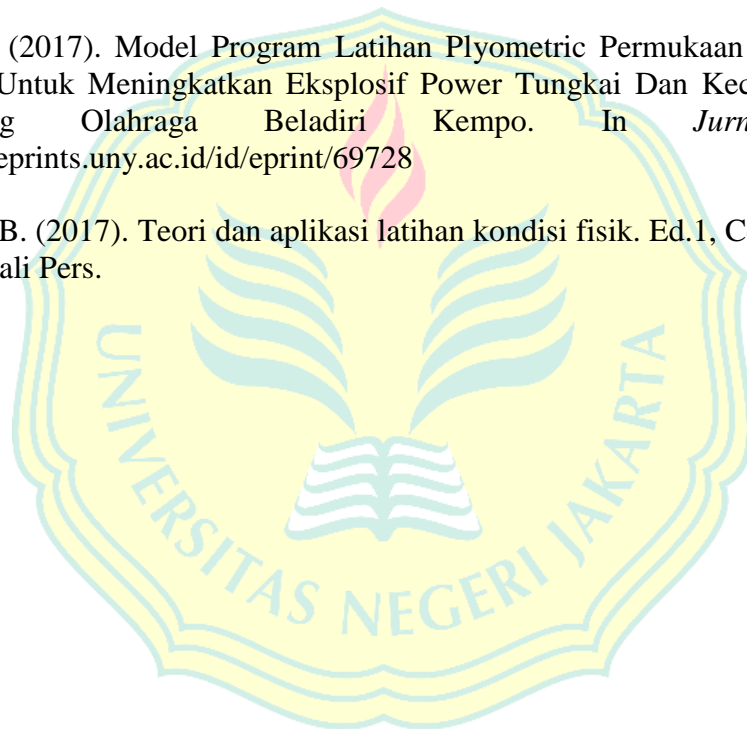 (2017). Model Program Latihan Plyometric Permukaan
Untuk Meningkatkan Eksplosif Power Tungkai Dan Kec
g Olahraga Beladiri Kempo. In Jurn
eprints.uny.ac.id/id/eprint/69728
B. (2017). Teori dan aplikasi latihan kondisi fisik. Ed.1, C
ali Pers.
UNIVERSITAS NEGERI JAKARTA